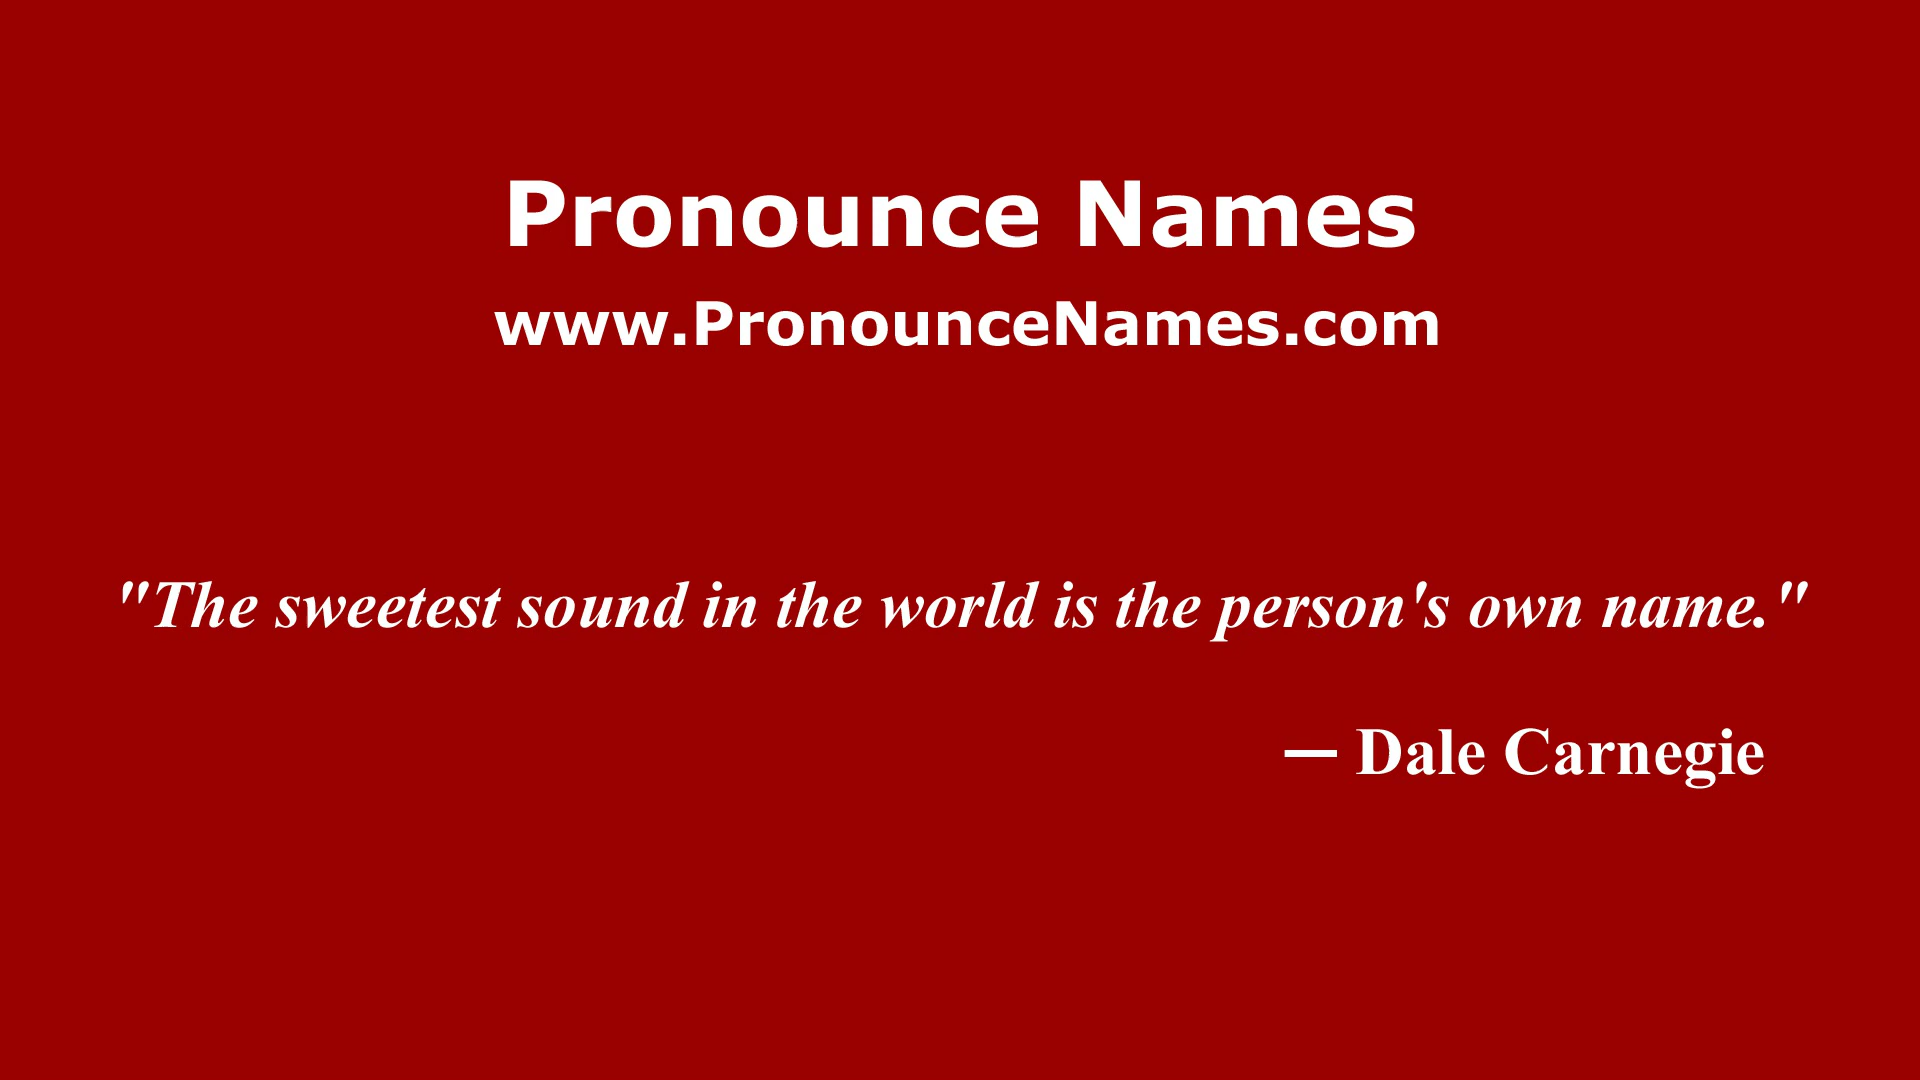 Pronounce Names
www.PronounceNames.com
"The sweetest sound in the world is the person's own name."
— Dale Carnegie